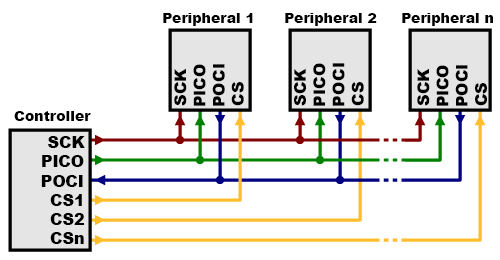 Peripheral 1
Peripheral 2
Peripheral n
SCK
PICO
POCI
CS
SCK
PICO
POCI
CS
SCK
PICO
POCI
CS
Controller
SCK
PICO
POCI
CS1
CS2
CSn